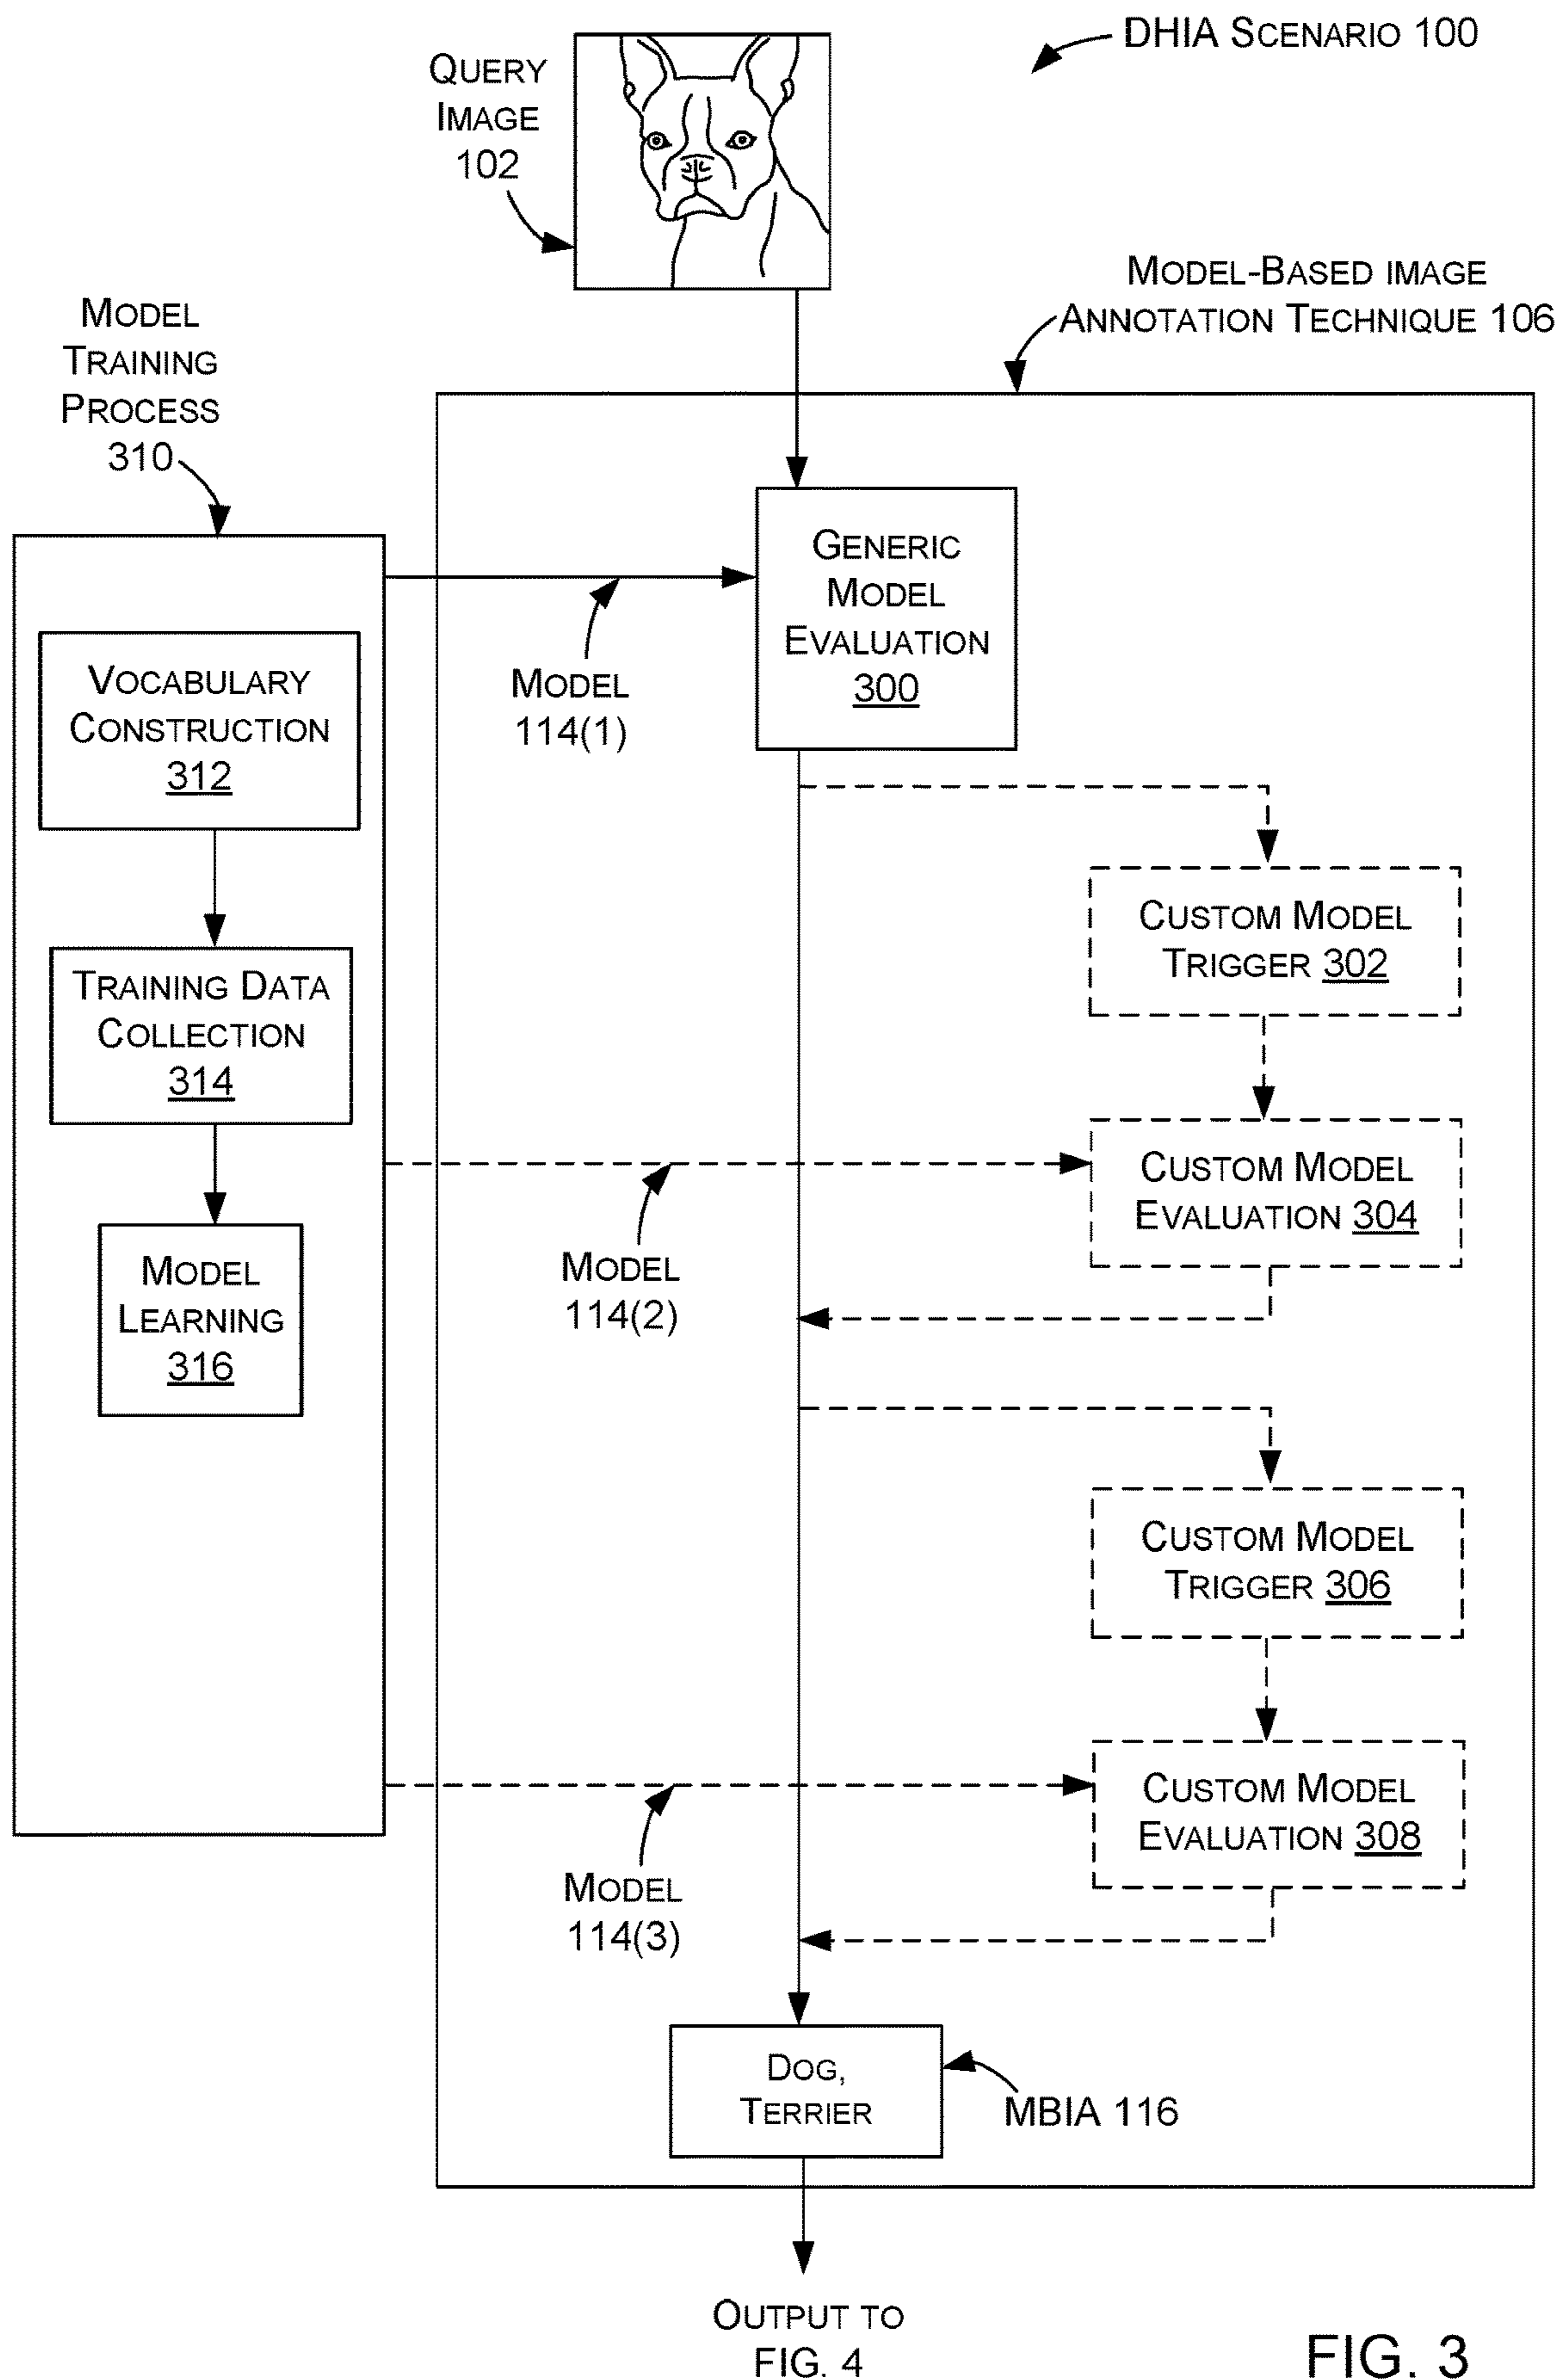 DHIA SCENARIO 100
QUERY
IMAGE
102
MODEL-BASED IMAGE
ANNOTATION TECHNIQUE 106
MODEL
TRAINING
PROCESS
310
GENERIC
MODEL
EVALUATION
300
VOCABULARY
CONSTRUCTION
312
MODEL
114(1)
CUSTOM MODEL
TRIGGER 302
TRAINING DATA
COLLECTION
314
CUSTOM MODEL
EVALUATION 304
MODEL
LEARNING
316
MODEL
114(2)
CUSTOM MODEL
TRIGGER 306
CUSTOM MODEL
EVALUATION 308
MODEL
114(3)
DOG,
TERRIER
MBIA 116
OUTPUT TO
FIG. 4
FIG. 3